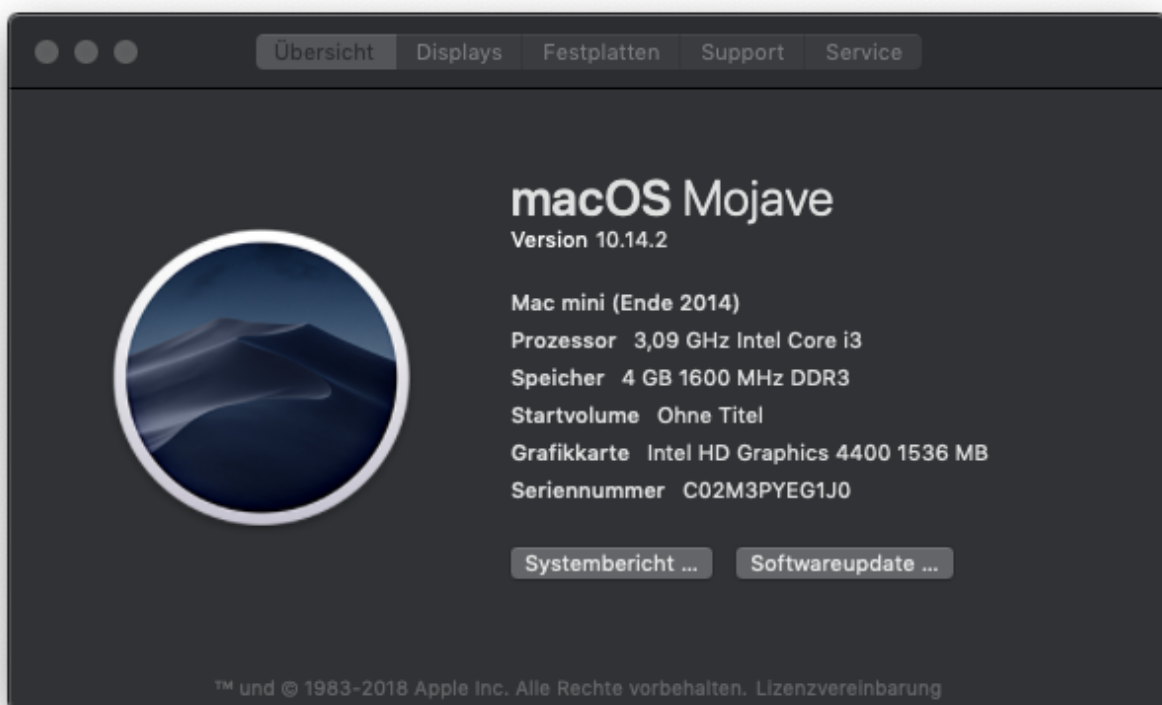 Übersicht Displays Festplatten Support Service
macOS Mojave
Version 10.14.2
Mac mini (Ende 2014)
Prozessor 3,09 GHz Intel Core i3
Speicher 4 GB 1600 MHz DDR3
Startvolume Ohne Titel
Grafikkarte Intel HD Graphics 4400 1536 MB
Seriennummer C02M3PYEG1J0
Systembericht ... Softwareupdate ...
™ und © 1983-2018 Apple Inc. Alle Rechte vorbehalten. Lizenzvereinbarung